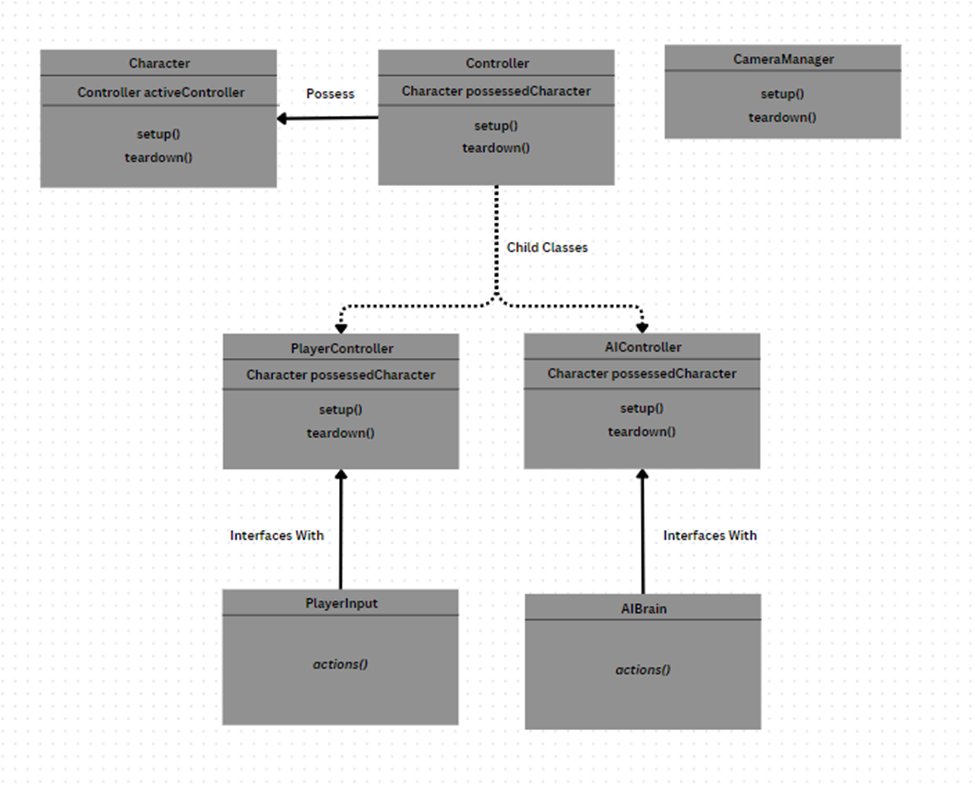 Character
Controller activeController
setup()
teardown()
Possess
Controller
Character possessedCharacter
setup()
teardown()
CameraManager
setup()
teardown()
Child Classes
PlayerController
Character possessedCharacter
setup()
teardown()
AIController
Character possessedCharacter
setup()
teardown()
Interfaces With
Interfaces With
PlayerInput
actions()
AIBrain
actions()